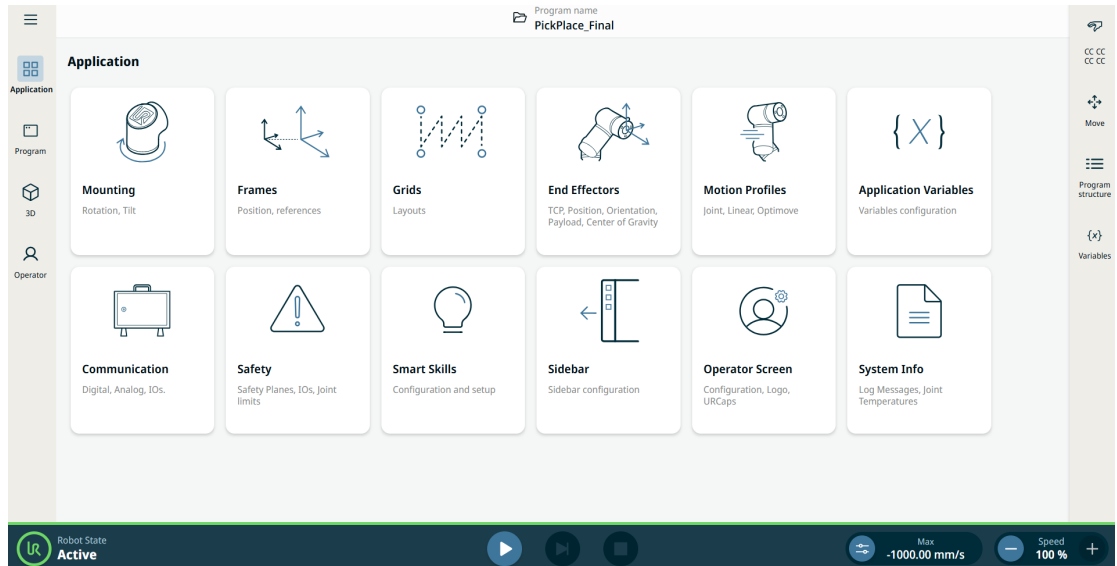 Program name
PickPlace_Final
Application
Application
Program
3D
Operator
Mounting
Rotation, Tilt
Frames
Position, references
Grids
Layouts
End Effectors
TCP, Position, Orientation,
Payload, Center of Gravity
Motion Profiles
Joint, Linear, Optimove
{X}
Application Variables
Variables configuration
Communication
Digital, Analog, IOs.
Safety
Safety Planes, IOs, Joint
limits
Smart Skills
Configuration and setup
Sidebar
Sidebar configuration
Operator Screen
Configuration, Logo,
URCaps
System Info
Log Messages, Joint
Temperatures
CC CC
CC CC
Move
Program
structure
{x}
Variables
UR
Robot State
Active
Max
-1000.00 mm/s
Speed
100 %